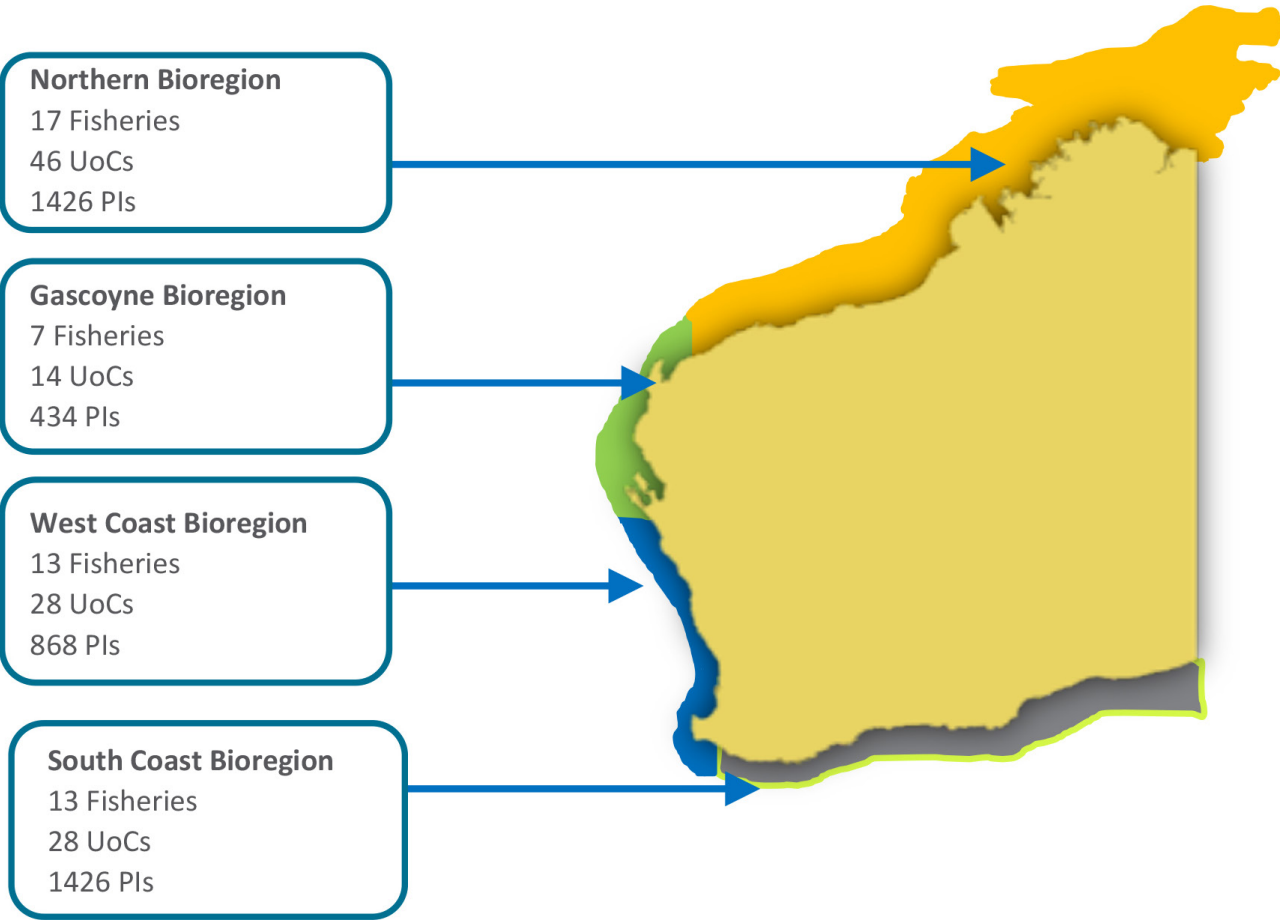 Northern Bioregion
17 Fisheries
46 UoCs
1426 PIs
Gascoyne Bioregion
7 Fisheries
14 UoCs
434 PIs
West Coast Bioregion
13 Fisheries
28 UoCs
868 PIs
South Coast Bioregion
13 Fisheries
28 UoCs
1426 PIs